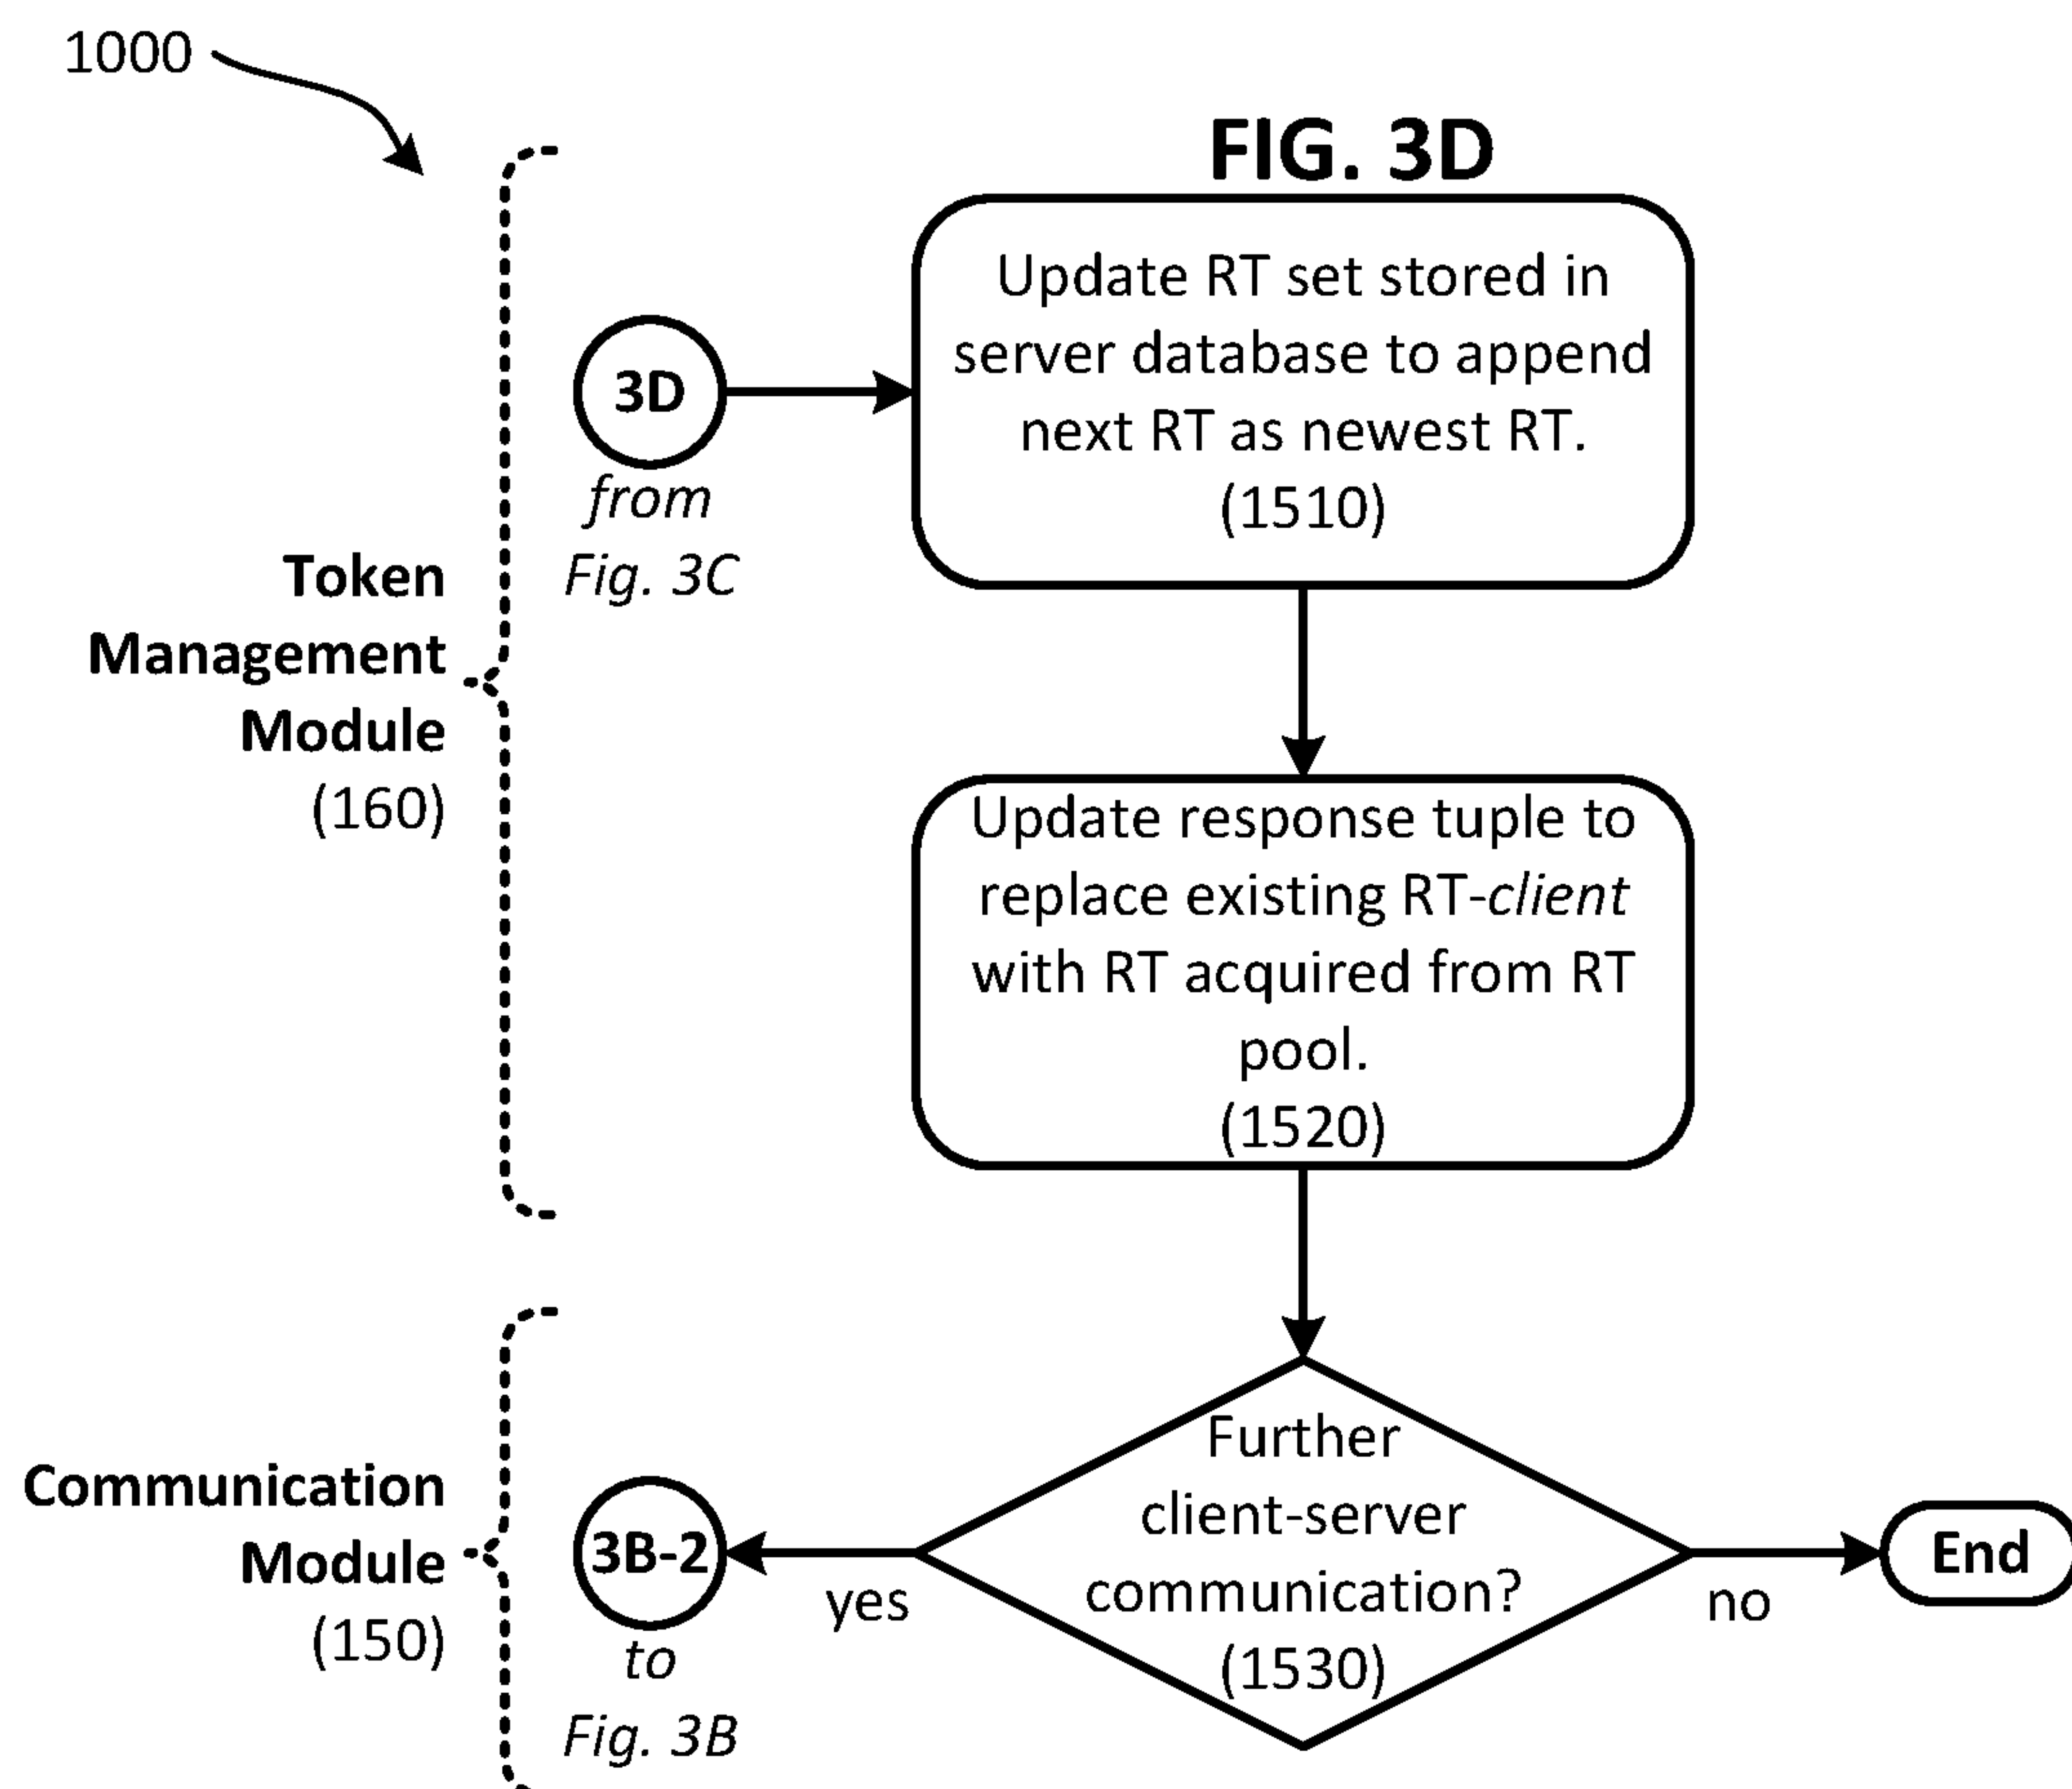 1000
FIG. 3D
Update RT set stored in
server database to append
next RT as newest RT.
(1510)
3D
from
Fig. 3C
Token
Management
Module
(160)
Update response tuple to
replace existing RT-client
with RT acquired from RT
pool.
(1520)
Further
client-server
communication?
(1530)
yes
no
End
3B-2
to
Fig. 3B
Communication
Module
(150)